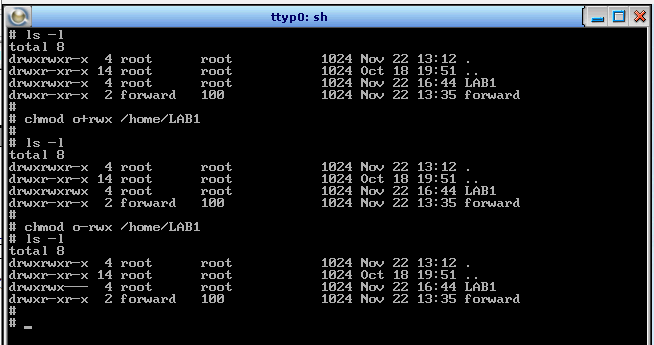 ttyp0: sh
# ls -l
total 8
drwxrwxr-x 4 root root 1024 Nov 22 13:12 .
drwxr-xr-x 14 root root 1024 Oct 18 19:51 ..
drwxrwxr-x 4 root root 1024 Nov 22 16:44 LAB1
drwxr-xr-x 2 forward 100 1024 Nov 22 13:35 forward
#
# chmod o+rwx /home/LAB1
#
# ls -l
total 8
drwxrwxr-x 4 root root 1024 Nov 22 13:12 .
drwxr-xr-x 14 root root 1024 Oct 18 19:51 ..
drwxrwxrwx 4 root root 1024 Nov 22 16:44 LAB1
drwxr-xr-x 2 forward 100 1024 Nov 22 13:35 forward
#
# chmod o-rwx /home/LAB1
# ls -l
total 8
drwxrwxr-x 4 root root 1024 Nov 22 13:12 .
drwxr-xr-x 14 root root 1024 Oct 18 19:51 ..
drwxrwx--- 4 root root 1024 Nov 22 16:44 LAB1
drwxr-xr-x 2 forward 100 1024 Nov 22 13:35 forward
#
# _